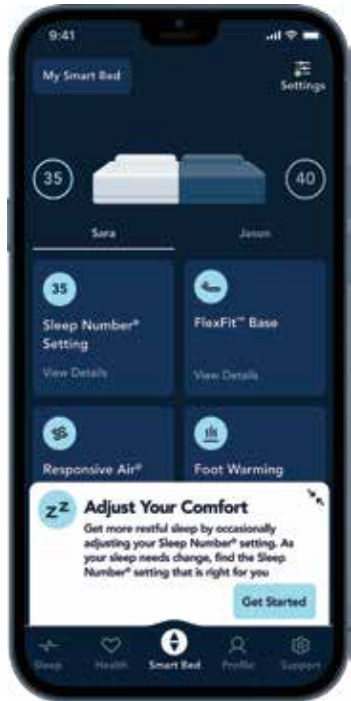 9:41
My Smart Bed
Settings
35
40
Sara
Jason
35
Sleep Number®
Setting
View Details
FlexFit™ Base
View Details
Responsive Air®
Foot Warming
zZ
Adjust Your Comfort
Get more restful sleep by occasionally
adjusting your Sleep Number® setting. As
your sleep needs change, find the Sleep
Number® setting that is right for you
Get Started
Sleep
Health
Smart Bed
Profile
Support